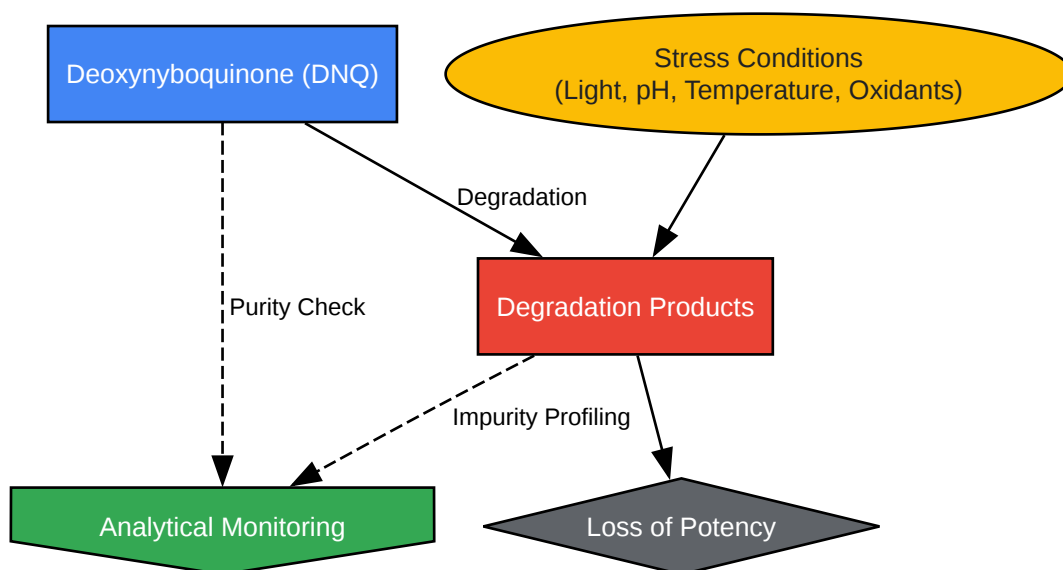 Deoxynyboquinone (DNQ)
Stress Conditions
(Light, pH, Temperature, Oxidants)
Degradation
Purity Check
Degradation Products
Impurity Profiling
Analytical Monitoring
Loss of Potency